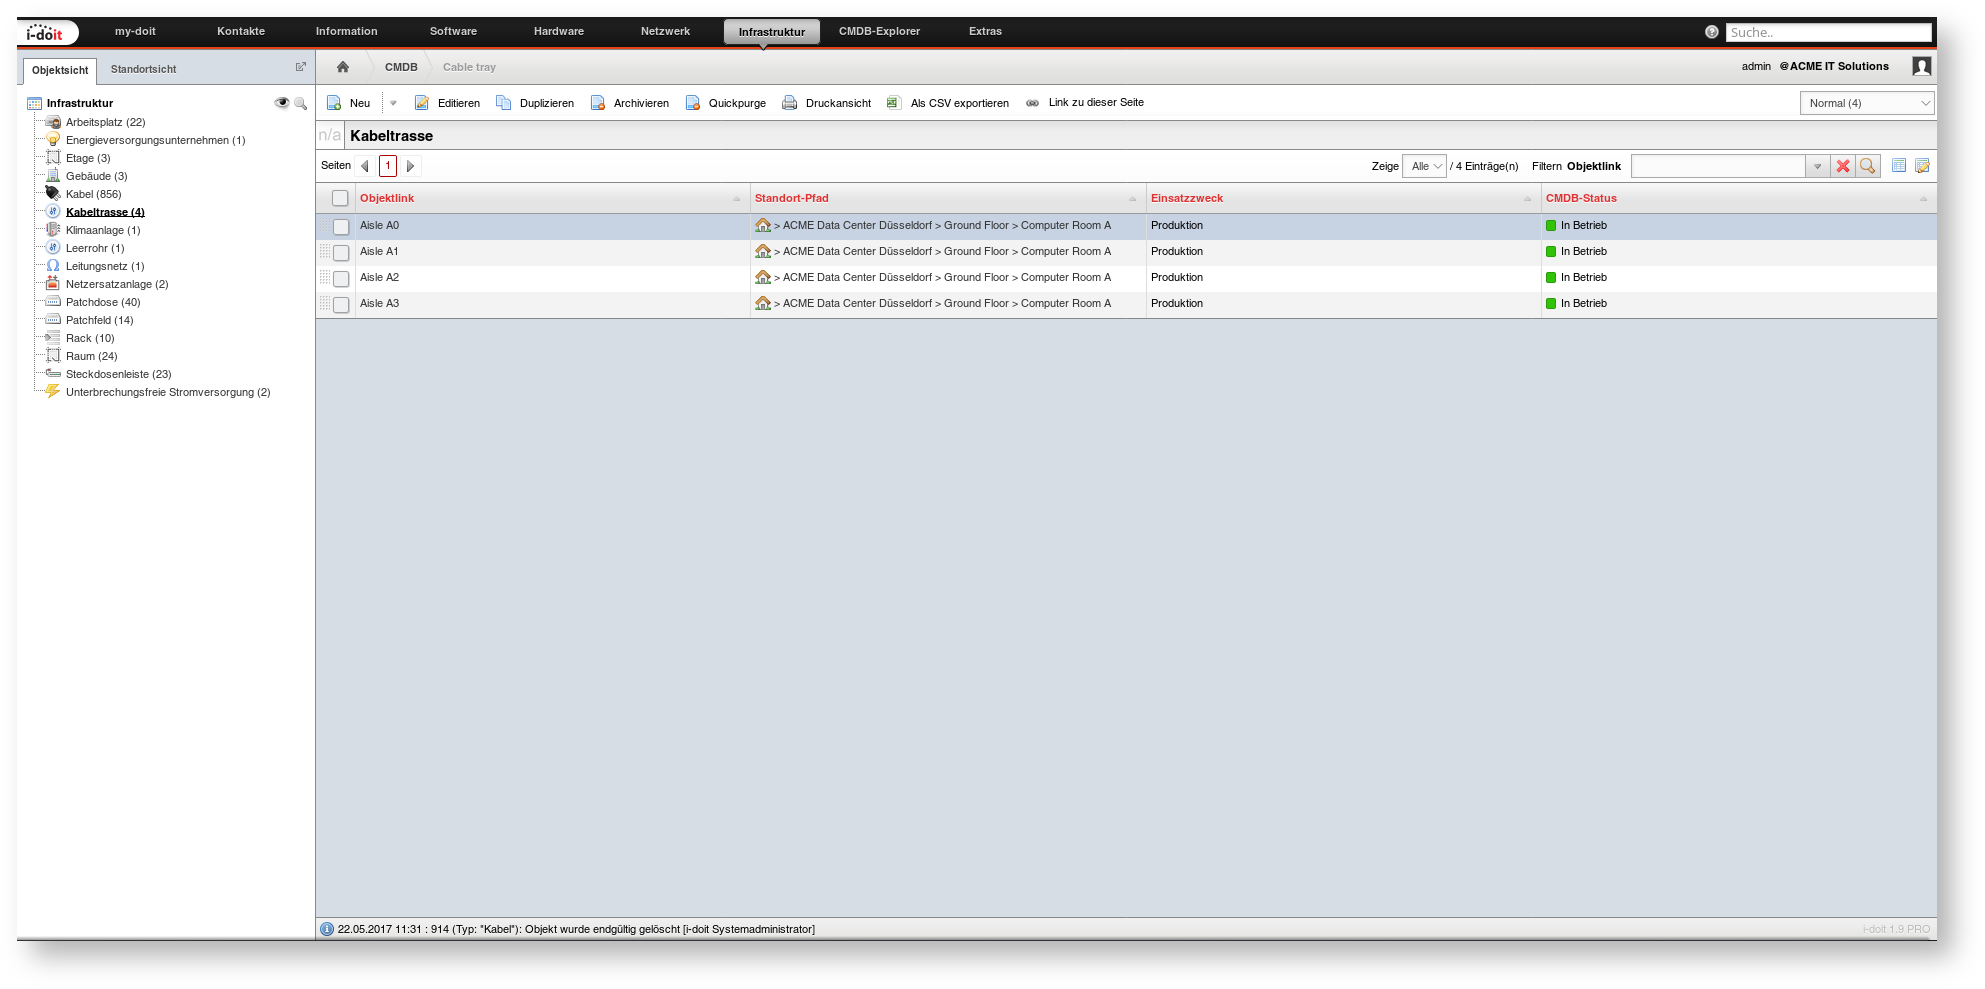 i-doit my-doit Kontakte Information Software Hardware Netzwerk Infrastruktur CMDB-Explorer Extras Suche..
Objektsicht Standortsicht CMDB Cable tray admin @ACME IT Solutions
Infrastruktur
Arbeitsplatz (22)
Energieversorgungsunternehmen (1)
Etage (3)
Gebäude (3)
Kabel (856)
Kabeltrasse (4)
Klimaanlage (1)
Leerrohr (1)
Leitungsnetz (1)
Netzersatzanlage (2)
Patchdose (40)
Patchfeld (14)
Rack (10)
Raum (24)
Steckdosenleiste (23)
Unterbrechungsfreie Stromversorgung (2)
Neu Editieren Duplizieren Archivieren Quickpurge Druckansicht Als CSV exportieren Link zu dieser Seite Normal (4)
n/a Kabeltrasse
Seiten 1 Zeige Alle / 4 Einträge(n) Filtern Objektlink
Objektlink Standort-Pfad Einsatzzweck CMDB-Status
Aisle A0 > ACME Data Center Düsseldorf > Ground Floor > Computer Room A Produktion In Betrieb
Aisle A1 > ACME Data Center Düsseldorf > Ground Floor > Computer Room A Produktion In Betrieb
Aisle A2 > ACME Data Center Düsseldorf > Ground Floor > Computer Room A Produktion In Betrieb
Aisle A3 > ACME Data Center Düsseldorf > Ground Floor > Computer Room A Produktion In Betrieb
22.05.2017 11:31 : 914 (Typ: "Kabel"): Objekt wurde endgültig gelöscht [i-doit Systemadministrator] i-doit 1.9 PRO